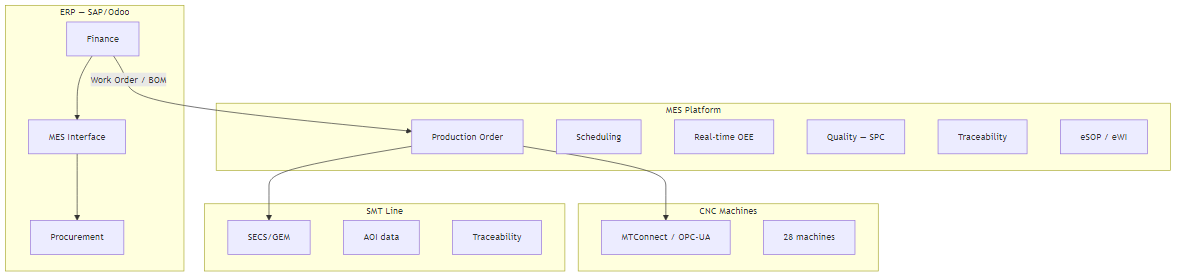 ERP — SAP/Odoo
Finance
Work Order / BOM
MES Interface
Procurement
MES Platform
Production Order
Scheduling
Real-time OEE
Quality — SPC
Traceability
eSOP / eWI
SMT Line
SECS/GEM
AOI data
Traceability
CNC Machines
MTConnect / OPC-UA
28 machines